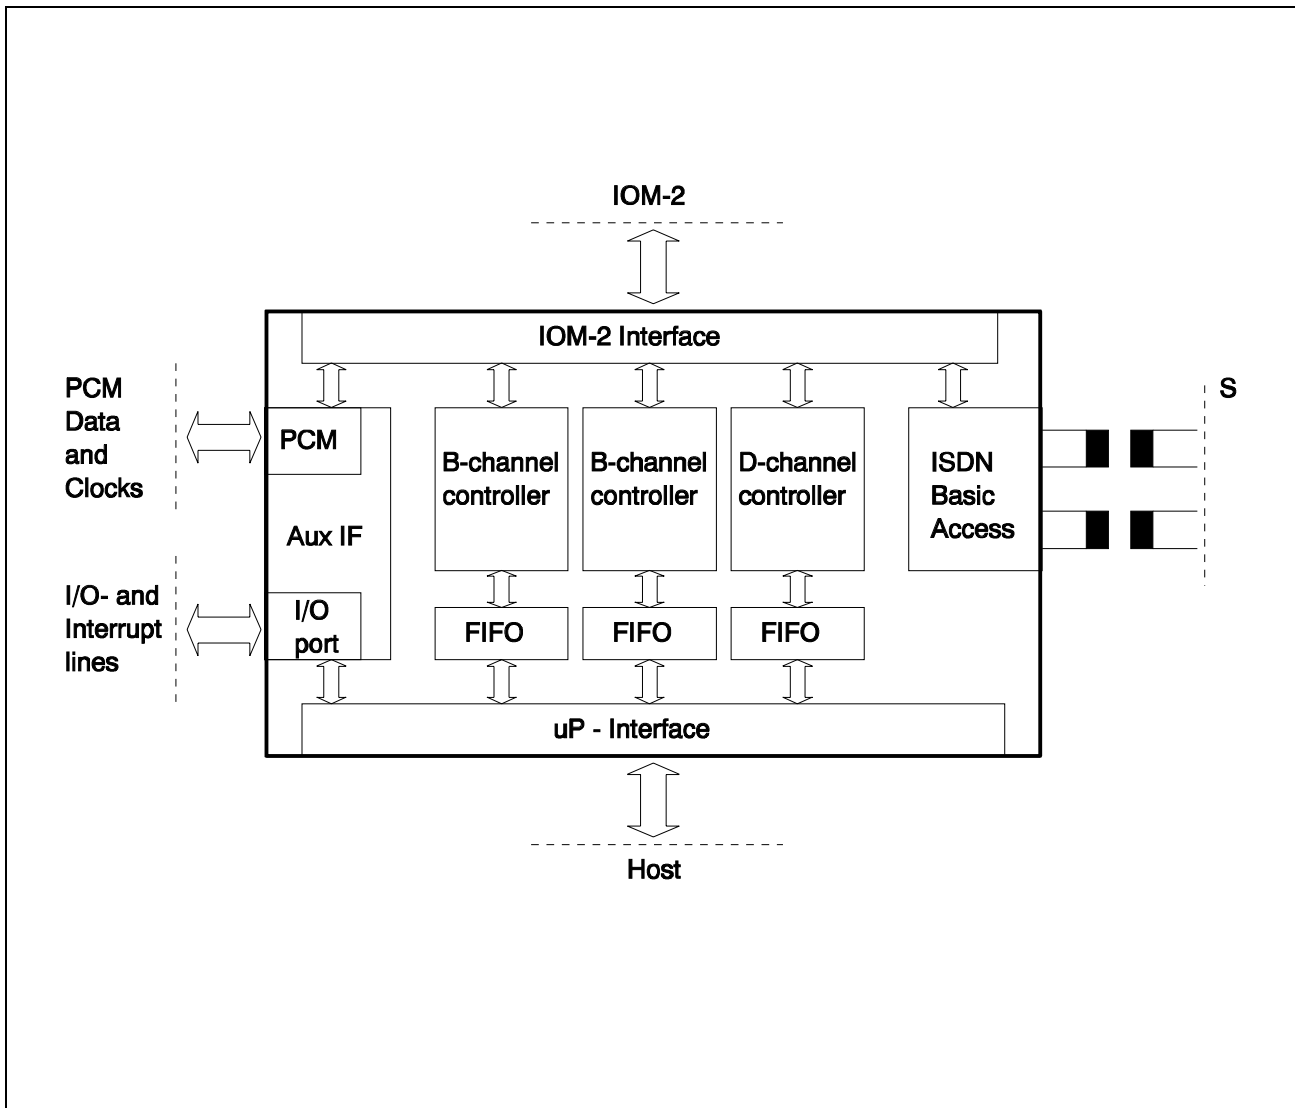 IOM-2
IOM-2 Interface
PCM
Data
and
Clocks
PCM
Aux IF
I/O
port
I/O- and
Interrupt
lines
B-channel
controller
B-channel
controller
D-channel
controller
ISDN
Basic
Access
S
FIFO
FIFO
FIFO
uP - Interface
Host